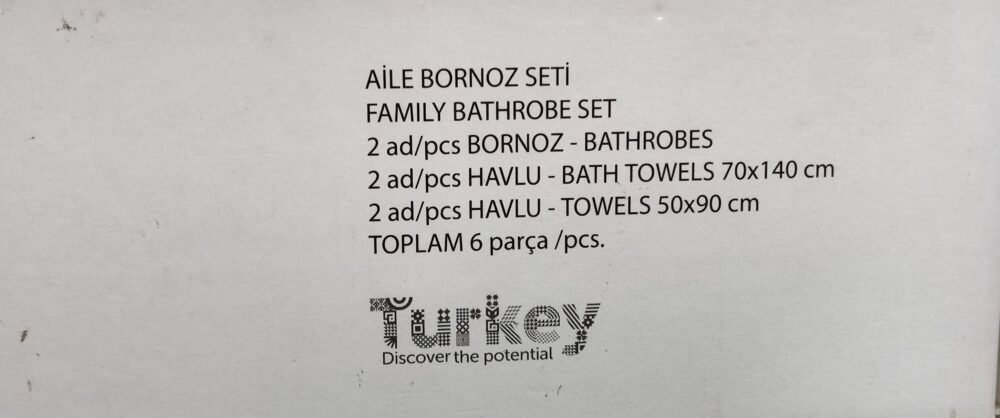 AİLE BORNOZ SETİ
FAMILY BATHROBE SET
2 ad/pcs BORNOZ - BATHROBES
2 ad/pcs HAVLU - BATH TOWELS 70x140 cm
2 ad/pcs HAVLU - TOWELS 50x90 cm
TOPLAM 6 parça /pcs.
Turkey
Discover the potential